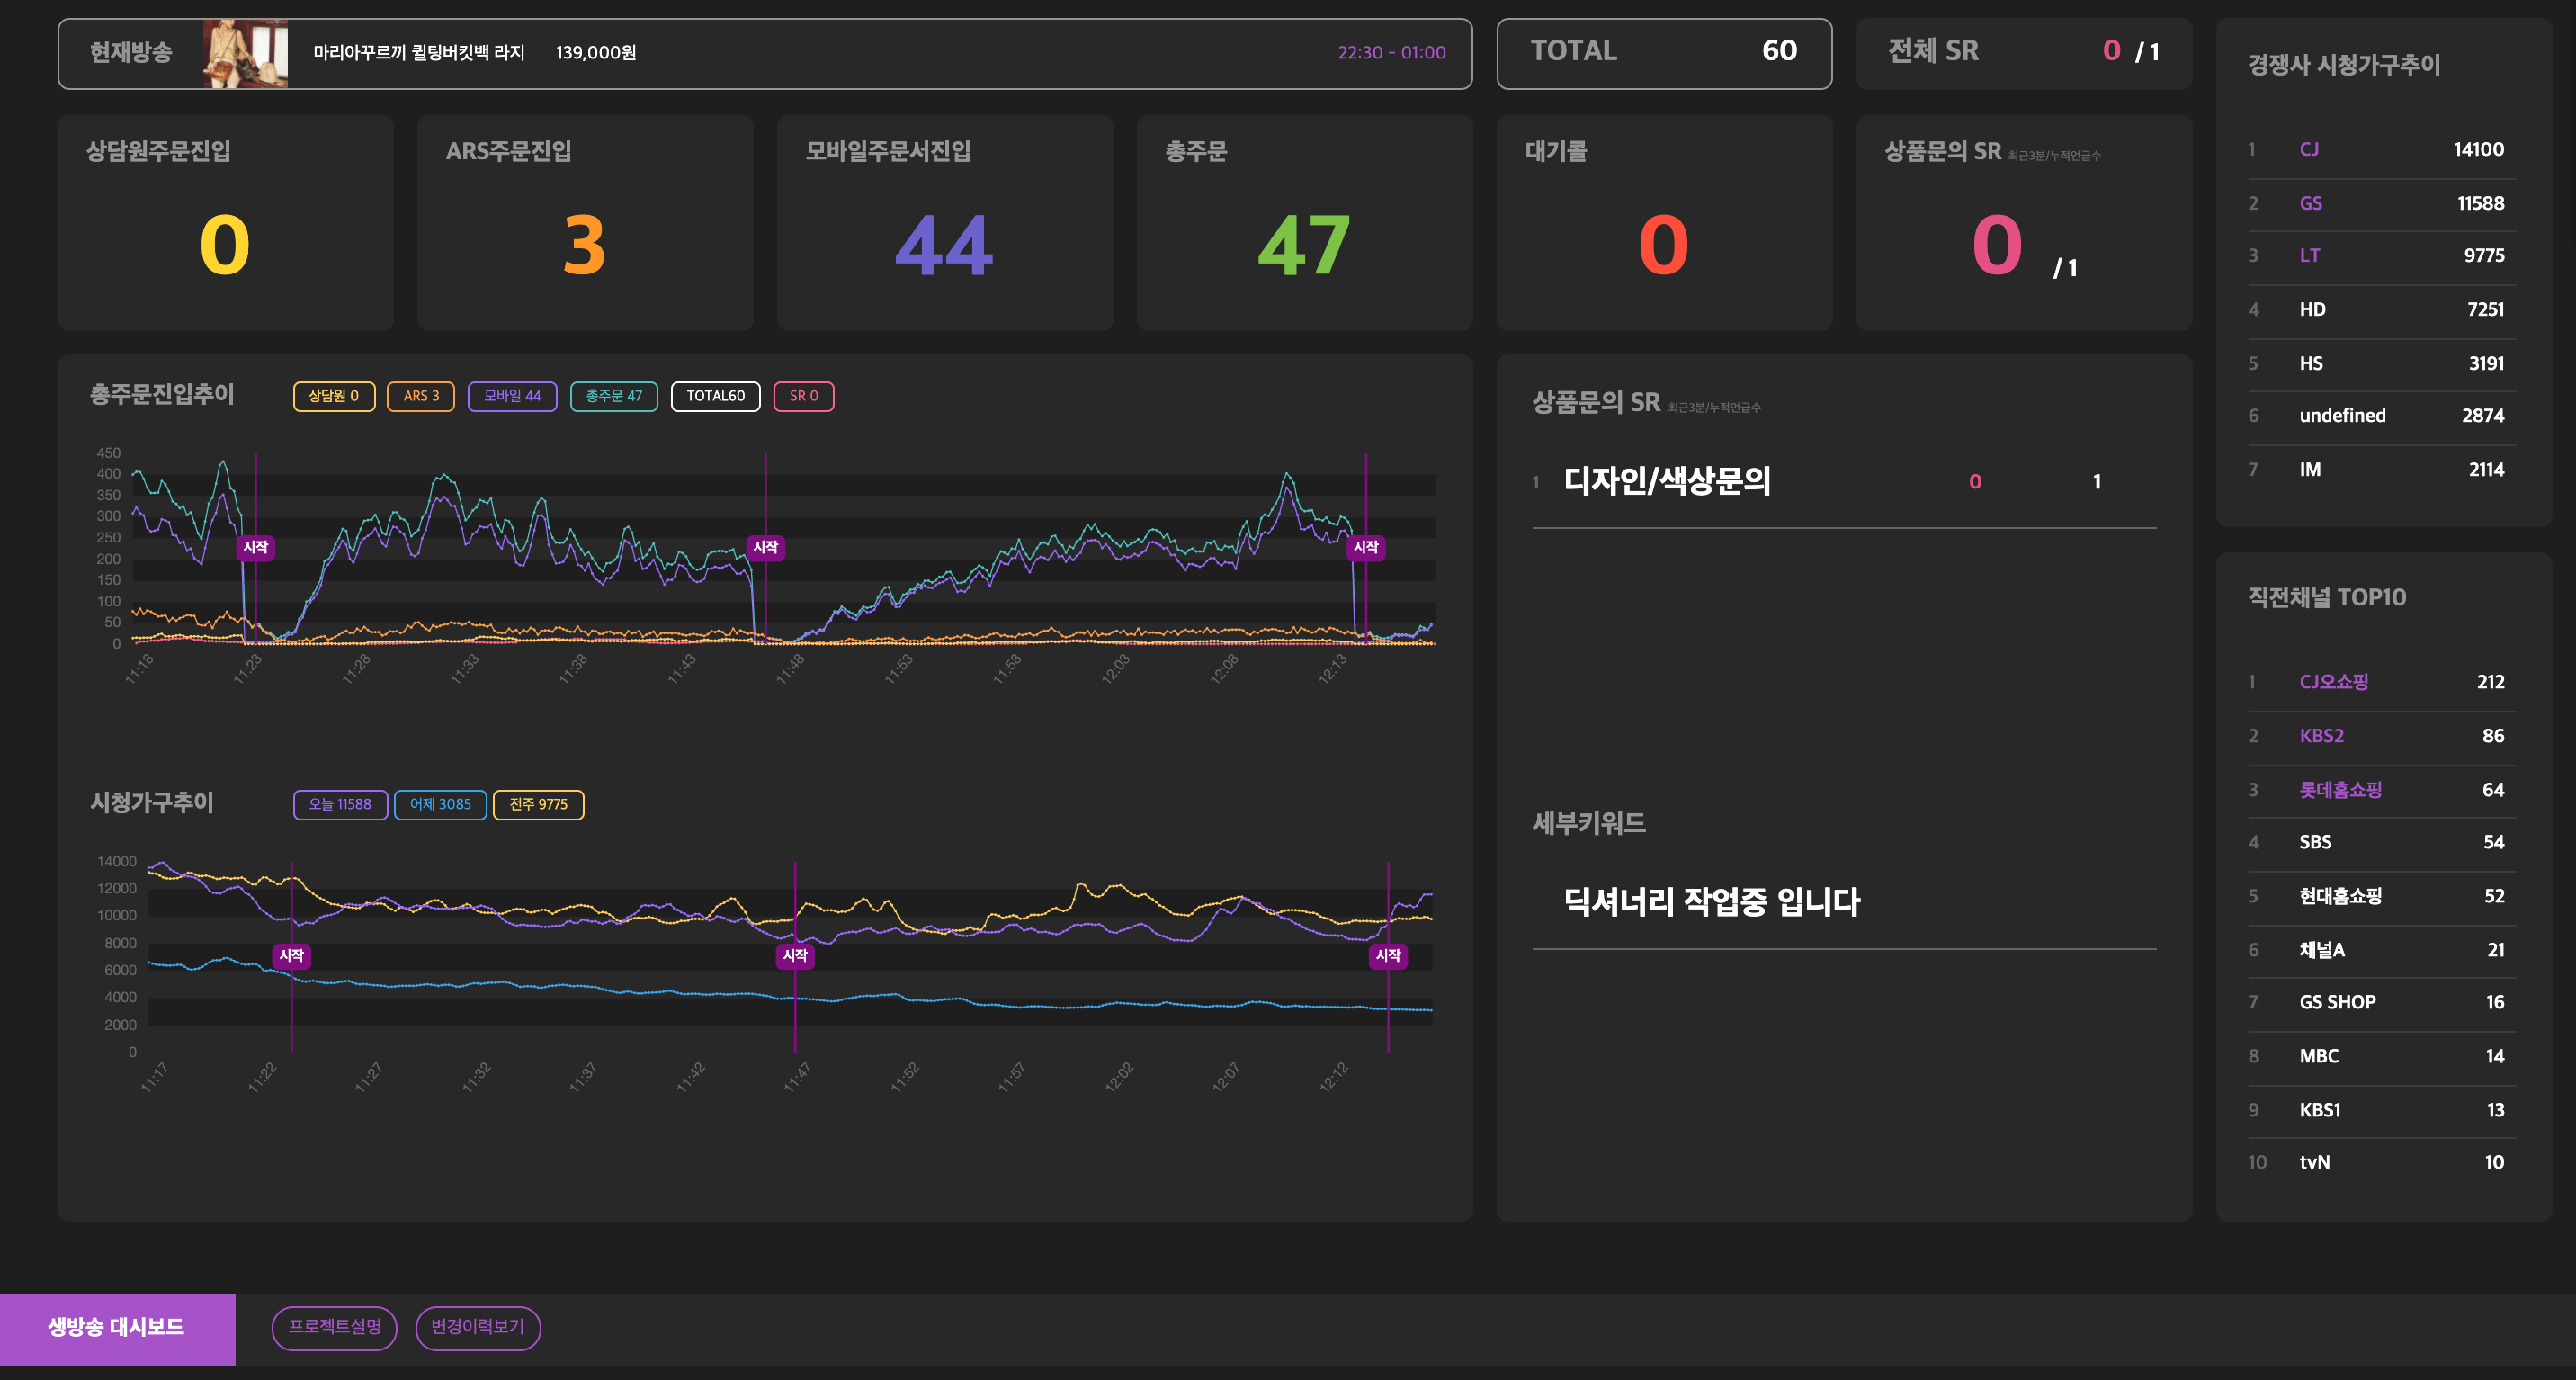 현재방송
마리아꾸르끼 퀼팅버킷백 라지 139,000원
22:30 - 01:00
TOTAL 60
전체 SR 0 / 1
상담원주문진입
0
ARS주문진입
3
모바일주문서진입
44
총주문
47
대기콜
0
상품문의 SR 최근3분/누적언급수
0 / 1
총주문진입추이
상담원 0
ARS 3
모바일 44
총주문 47
TOTAL60
SR 0
450
400
350
300
250
200
150
100
50
0
시작
시작
시작
11:18
11:23
11:28
11:33
11:38
11:43
11:48
11:53
11:58
12:03
12:08
12:13
시청가구추이
오늘 11588
어제 3085
전주 9775
14000
12000
10000
8000
6000
4000
2000
0
시작
시작
시작
11:17
11:22
11:27
11:32
11:37
11:42
11:47
11:52
11:57
12:02
12:07
12:12
상품문의 SR 최근3분/누적언급수
1 디자인/색상문의 0 1
세부키워드
딕셔너리 작업중 입니다
경쟁사 시청가구추이
1 CJ 14100
2 GS 11588
3 LT 9775
4 HD 7251
5 HS 3191
6 undefined 2874
7 IM 2114
직전채널 TOP10
1 CJ오쇼핑 212
2 KBS2 86
3 롯데홈쇼핑 64
4 SBS 54
5 현대홈쇼핑 52
6 채널A 21
7 GS SHOP 16
8 MBC 14
9 KBS1 13
10 tvN 10
생방송 대시보드
프로젝트설명
변경이력보기